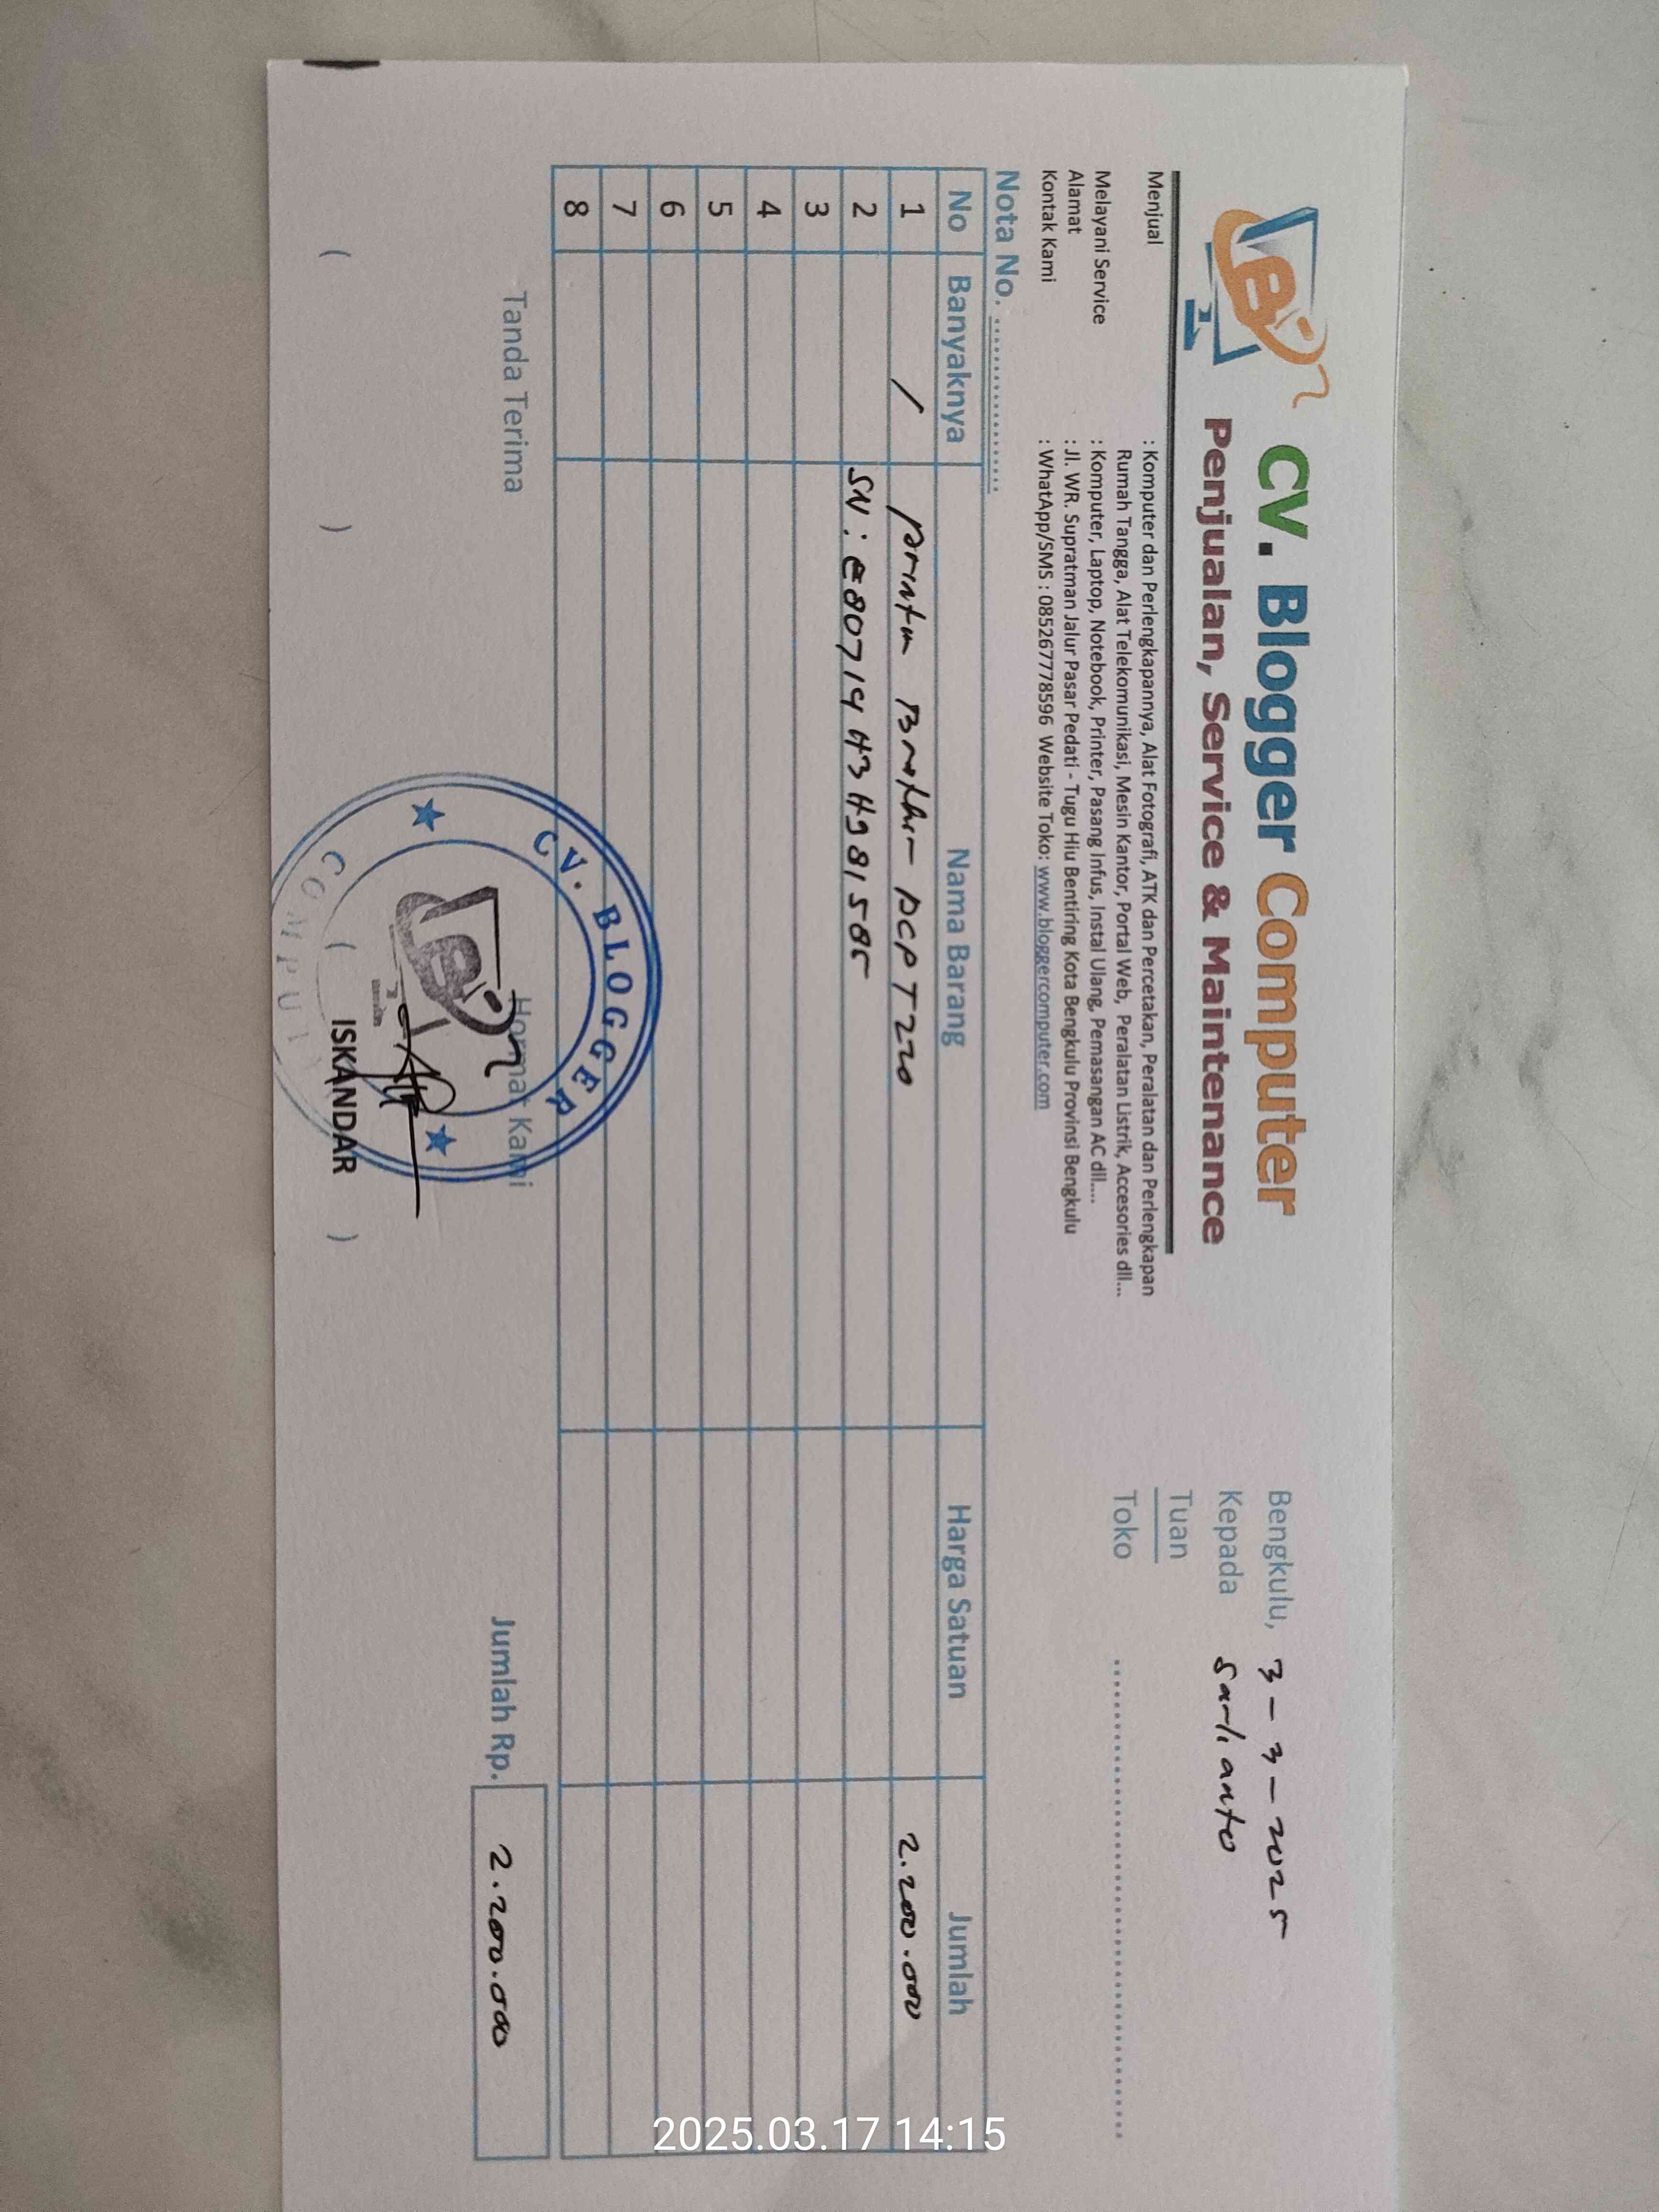 CV. Blogger Computer
Penjualan, Service & Maintenance
Bengkulu, 3-3-2025
Kepada sarlianto
Tuan
Toko ....................
Menjual : Komputer dan Perlengkapannya, Alat Fotografi, ATK dan Percetakan, Peralatan dan Perlengkapan
Rumah Tangga, Alat Telekomunikasi, Mesin Kantor, Portal Web, Peralatan Listrik, Accesories dll...
Melayani Service : Komputer, Laptop, Notebook, Printer, Pasang Infus, Instal Ulang, Pemasangan AC dll....
Alamat : Jl. WR. Supratman Jalur Pasar Pedati - Tugu Hiu Bentiring Kota Bengkulu Provinsi Bengkulu
Kontak Kami : WhatApp/SMS : 085267778596 Website Toko: www.bloggercomputer.com
Nota No. ....................
No Banyaknya Nama Barang Harga Satuan Jumlah
1 1 printer Brother DCP T220 2.200.000
2 SN : E80719
3
4
5
6
7
8
Tanda Terima Hormat Kami Jumlah Rp. 2.200.000
CV. BLOGGER
COMPUTER
( ) ( ISKANDAR )
2025.03.17 14:15